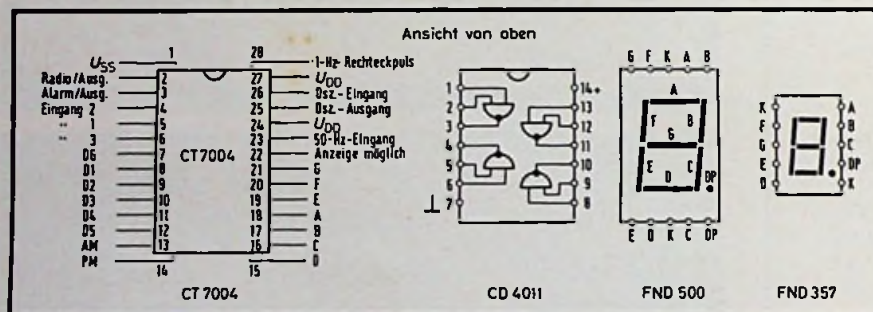 Ansicht von oben
U_SS 1 28 1-Hz-Rechteckpuls
Radio/Ausg. 2 27 U_DD
Alarm/Ausg. 3 26 Osz.-Eingang
Eingang 2 4 25 Osz.-Ausgang
" 1 5 24 U_DD
" 3 6 23 50-Hz-Eingang
D6 7 22 Anzeige möglich
D1 8 21 G
D2 9 20 F
D3 10 19 E
D4 11 18 A
D5 12 17 B
AM 13 16 C
PM 14 15 D
CT 7004
CT 7004
1 14+
2 13
3 12
4 11
5 10
6 9
7 8
⊥
CD 4011
G F K A B
A
F B
G
E C
D DP
E D K C DP
FND 500
K A
F B
G C
E DP
D K
FND 357